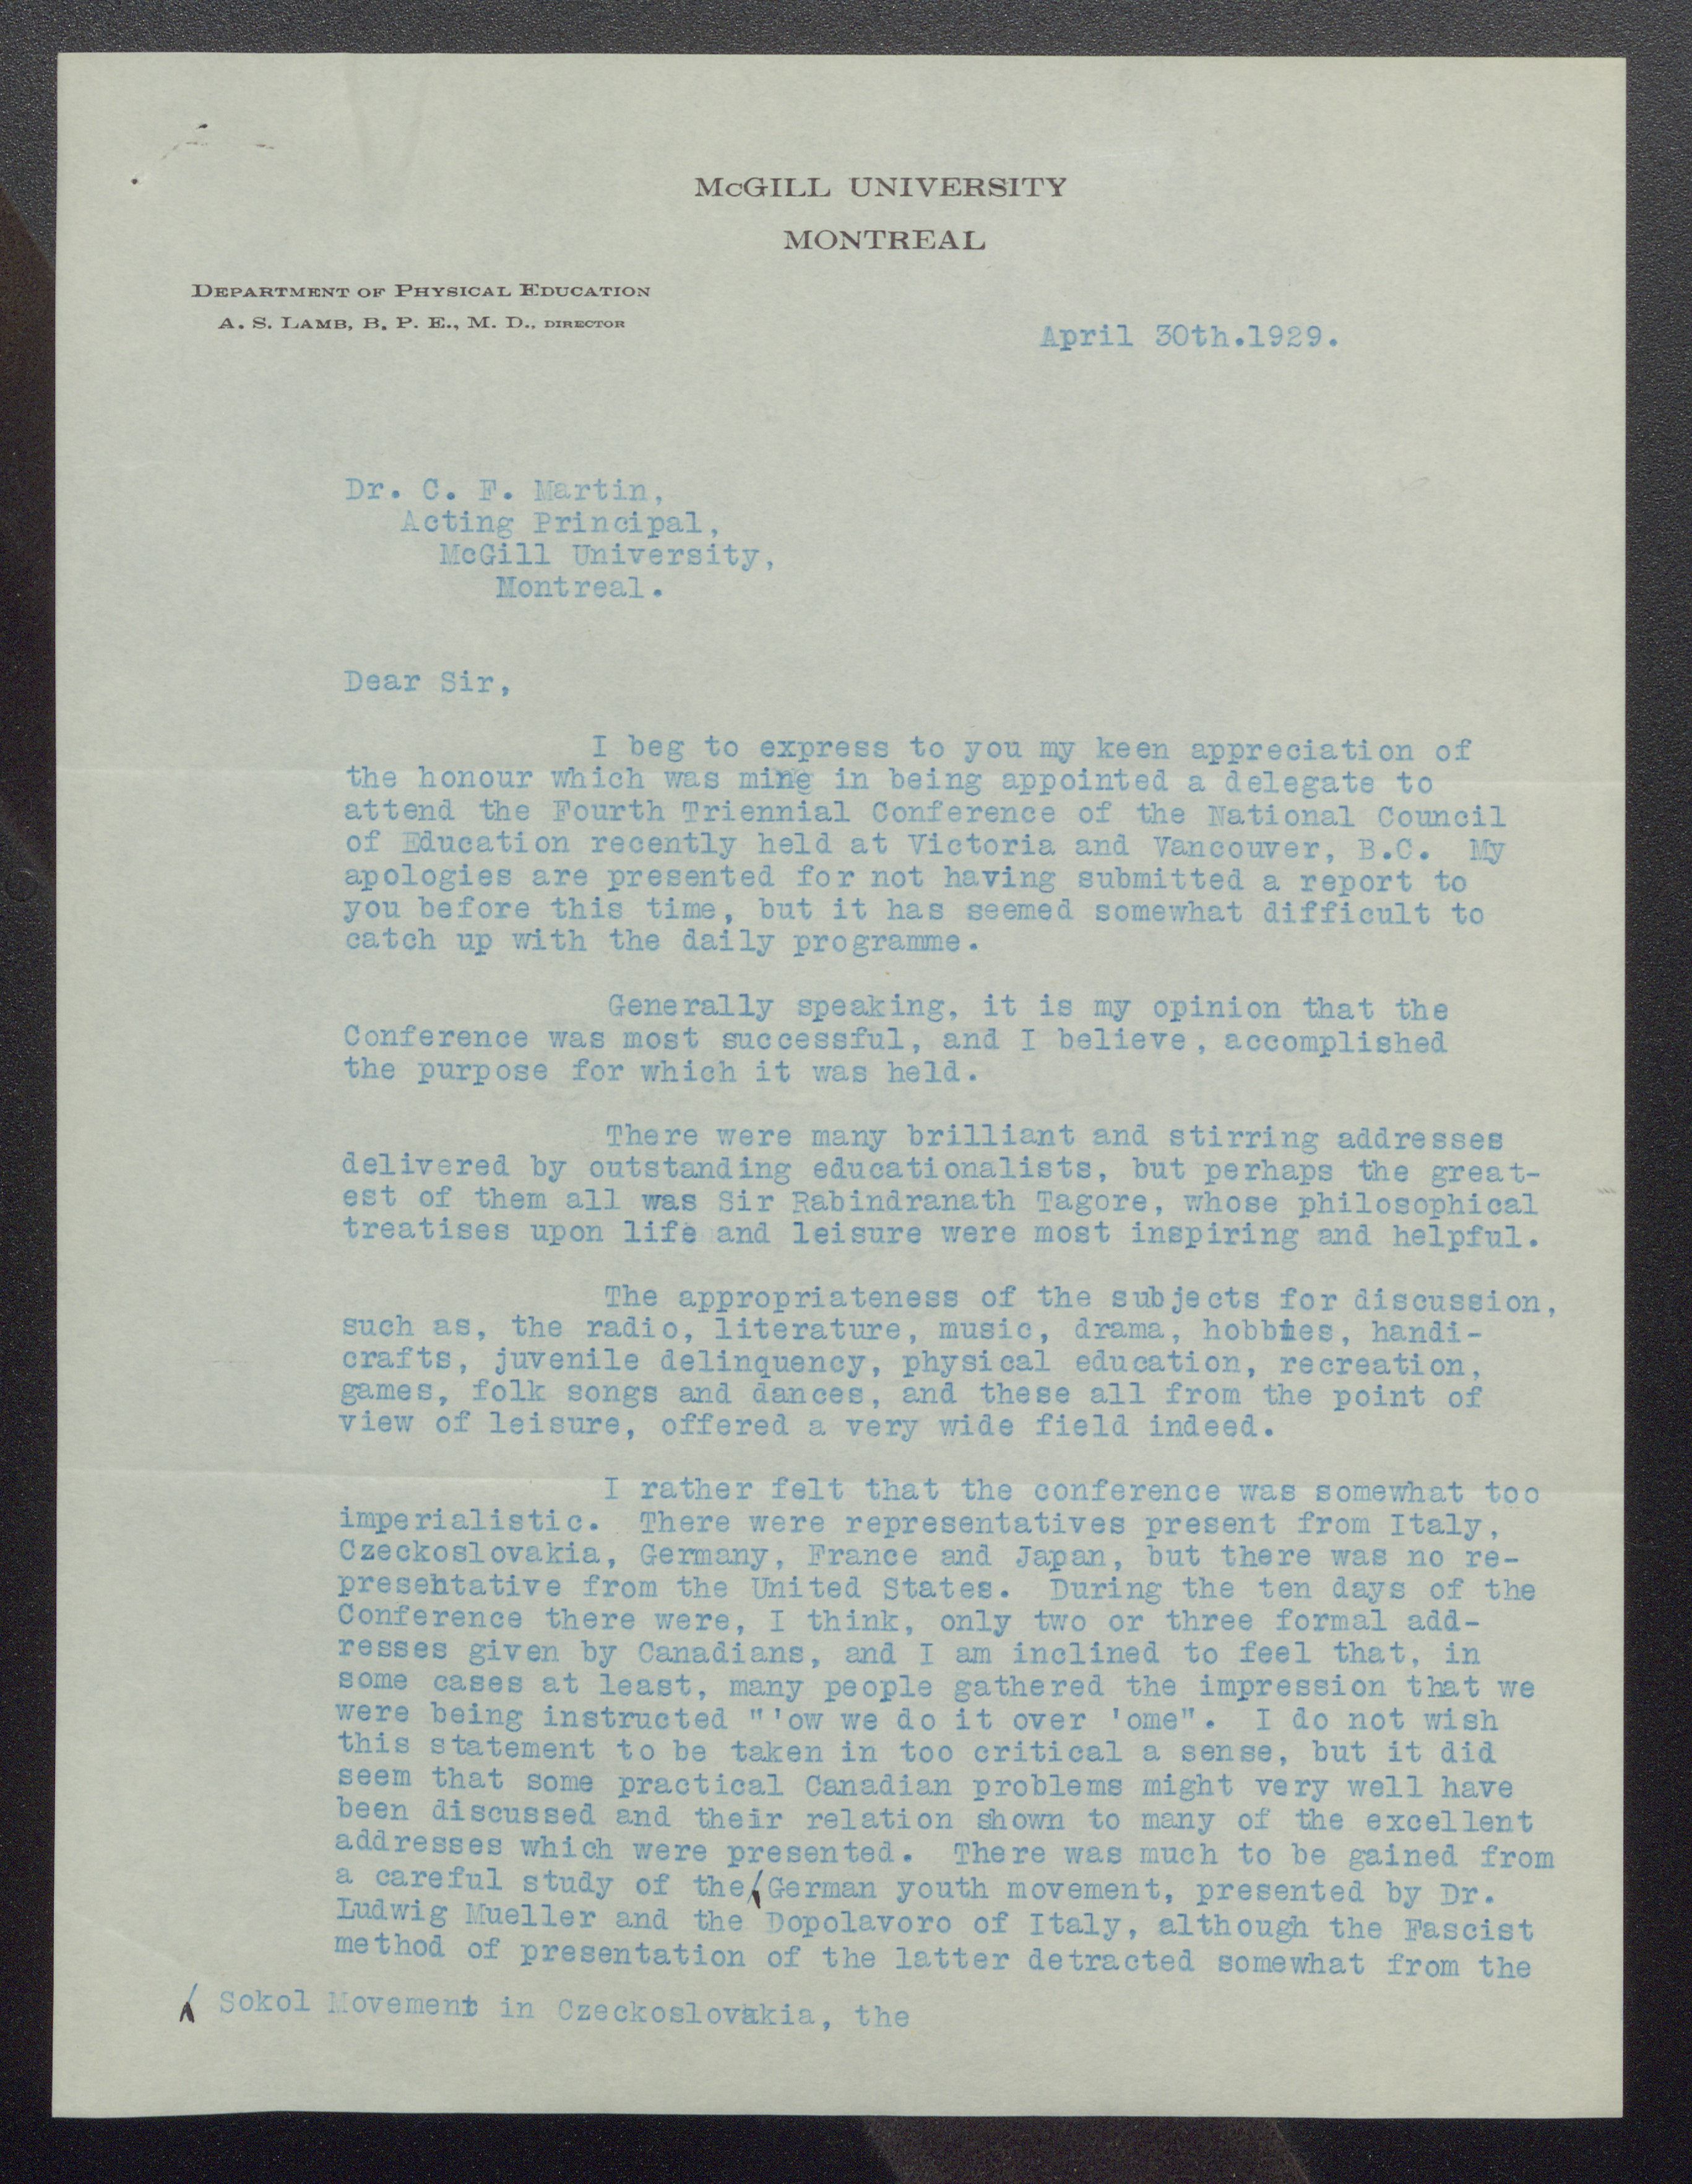 McGILL UNIVERSITY
MONTREAL
DEPARTMENT OF PHYSICAL EDUCATION
A. S. LAMB, B. P. E., M. D., DIRECTOR
April 30th.1929.
Dr. C. F. Martin,
Acting Principal,
McGill University,
Montreal.
Dear Sir,
I beg to express to you my keen appreciation of
the honour which was mine in being appointed a delegate to
attend the Fourth Triennial Conference of the National Council
of Education recently held at Victoria and Vancouver, B.C. My
apologies are presented for not having submitted a report to
you before this time, but it has seemed somewhat difficult to
catch up with the daily programme.
Generally speaking, it is my opinion that the
Conference was most successful, and I believe, accomplished
the purpose for which it was held.
There were many brilliant and stirring addresses
delivered by outstanding educationalists, but perhaps the great-
est of them all was Sir Rabindranath Tagore, whose philosophical
treatises upon life and leisure were most inspiring and helpful.
The appropriateness of the subjects for discussion,
such as, the radio, literature, music, drama, hobbies, handi-
crafts, juvenile delinquency, physical education, recreation,
games, folk songs and dances, and these all from the point of
view of leisure, offered a very wide field indeed.
I rather felt that the conference was somewhat too
imperialistic. There were representatives present from Italy,
Czeckoslovakia, Germany, France and Japan, but there was no re-
presentative from the United States. During the ten days of the
Conference there were, I think, only two or three formal add-
resses given by Canadians, and I am inclined to feel that, in
some cases at least, many people gathered the impression that we
were being instructed "'ow we do it over 'ome". I do not wish
this statement to be taken in too critical a sense, but it did
seem that some practical Canadian problems might very well have
been discussed and their relation shown to many of the excellent
addresses which were presented. There was much to be gained from
a careful study of the German youth movement, presented by Dr.
Ludwig Mueller and the Dopolavoro of Italy, although the Fascist
method of presentation of the latter detracted somewhat from the
Sokol Movement in Czeckoslovakia, the